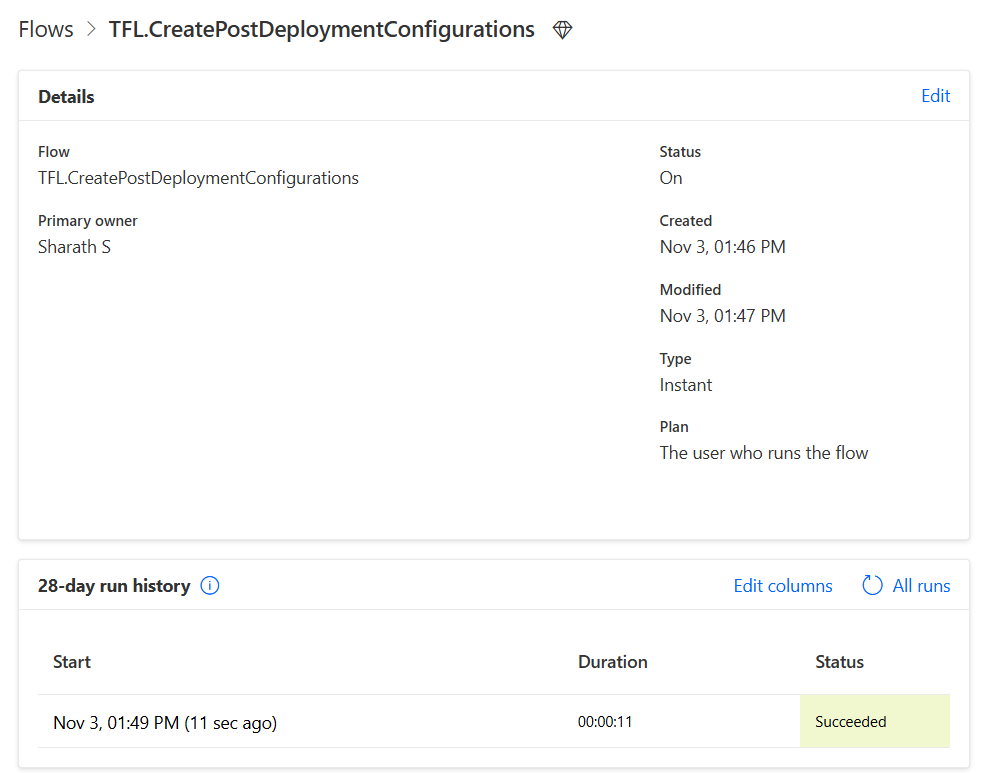 Flows > TFL.CreatePostDeploymentConfigurations
Details
Edit
Flow
TFL.CreatePostDeploymentConfigurations
Primary owner
Sharath S
Status
On
Created
Nov 3, 01:46 PM
Modified
Nov 3, 01:47 PM
Type
Instant
Plan
The user who runs the flow
28-day run history
Edit columns
All runs
Start Duration Status
Nov 3, 01:49 PM (11 sec ago) 00:00:11 Succeeded